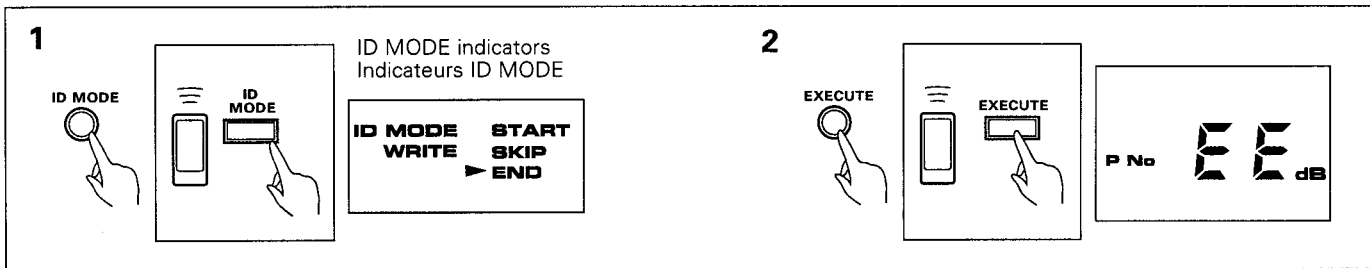 1
ID MODE indicators
Indicateurs ID MODE
ID MODE
ID
MODE
ID MODE START
WRITE SKIP
►END
2
EXECUTE
EXECUTE
P No EE dB